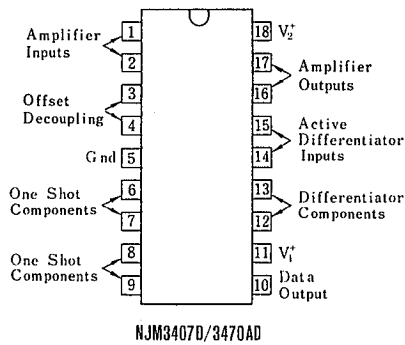 Amplifier
Inputs
1
2
Offset
Decoupling
3
4
Gnd
5
One Shot
Components
6
7
One Shot
Components
8
9
18
V₂⁺
17
16
Amplifier
Outputs
15
14
Active
Differentiator
Inputs
13
12
Differentiator
Components
11
V₁⁺
10
Data
Output
NJM3407D/3470AD